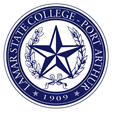 LAMAR STATE COLLEGE - PORT ARTHUR
1909